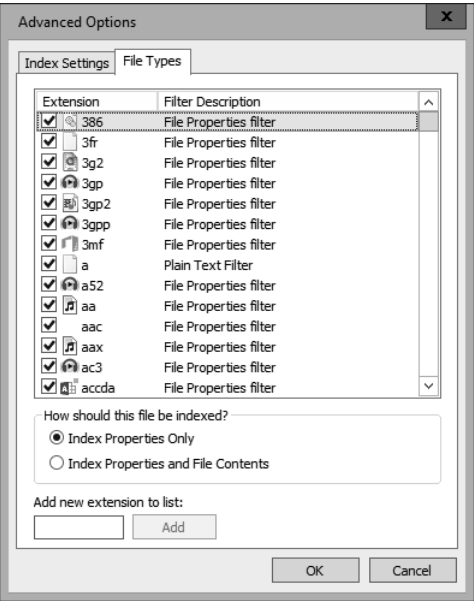 Advanced Options
x
Index Settings File Types
Extension Filter Description
386 File Properties filter
3fr File Properties filter
3g2 File Properties filter
3gp File Properties filter
3gp2 File Properties filter
3gpp File Properties filter
3mf File Properties filter
a Plain Text Filter
a52 File Properties filter
aa File Properties filter
aac File Properties filter
aax File Properties filter
ac3 File Properties filter
accda File Properties filter
How should this file be indexed?
Index Properties Only
Index Properties and File Contents
Add new extension to list:
Add
OK Cancel